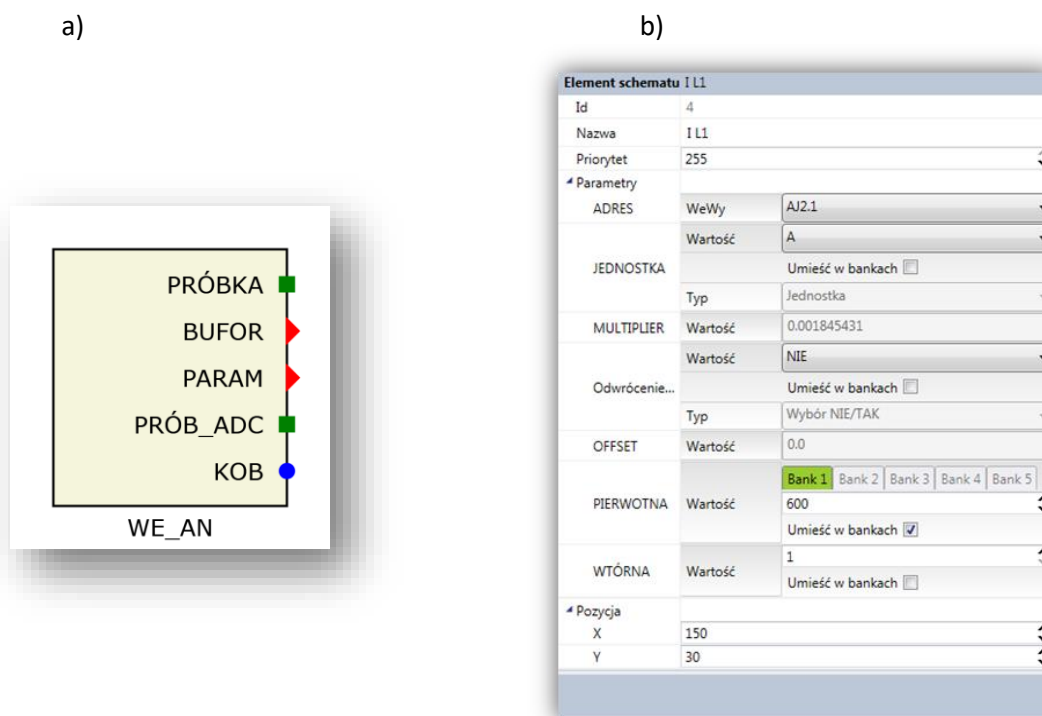 a)
b)
PRÓBKA
BUFOR
PARAM
PRÓB_ADC
KOB
WE_AN
Element schematu I L1
Id 4
Nazwa I L1
Priorytet 255
Parametry
ADRES WeWy AJ2.1
JEDNOSTKA Wartość A
Umieść w bankach
Typ Jednostka
MULTIPLIER Wartość 0.001845431
Odwrócenie... Wartość NIE
Umieść w bankach
Typ Wybór NIE/TAK
OFFSET Wartość 0.0
PIERWOTNA Wartość Bank 1 Bank 2 Bank 3 Bank 4 Bank 5
600
Umieść w bankach
WTÓRNA Wartość 1
Umieść w bankach
Pozycja
X 150
Y 30